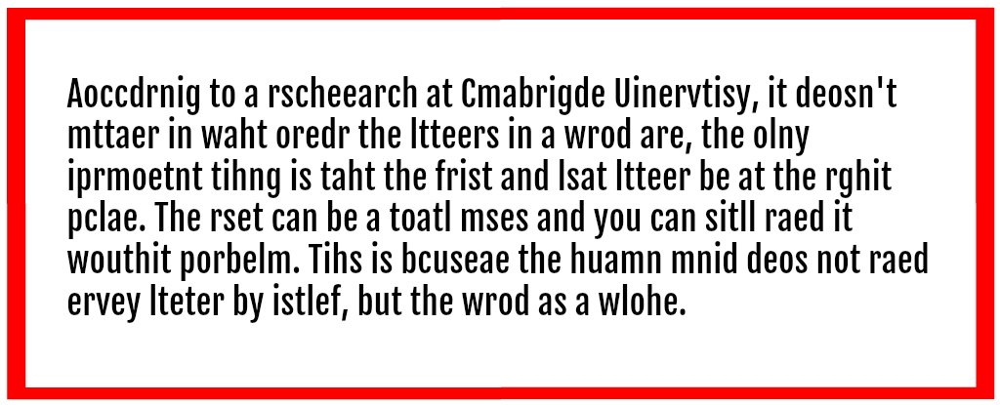 Aoccdrnig to a rscheearch at Cmabrigde Uinervtisy, it deosn't
mttaer in waht oredr the ltteers in a wrod are, the olny
iprmoetnt tihng is taht the frist and lsat ltteer be at the rghit
pclae. The rset can be a toatl mses and you can sitll raed it
wouthit porbelm. Tihs is bcuseae the huamn mnid deos not raed
ervey lteter by istlef, but the wrod as a wlohe.